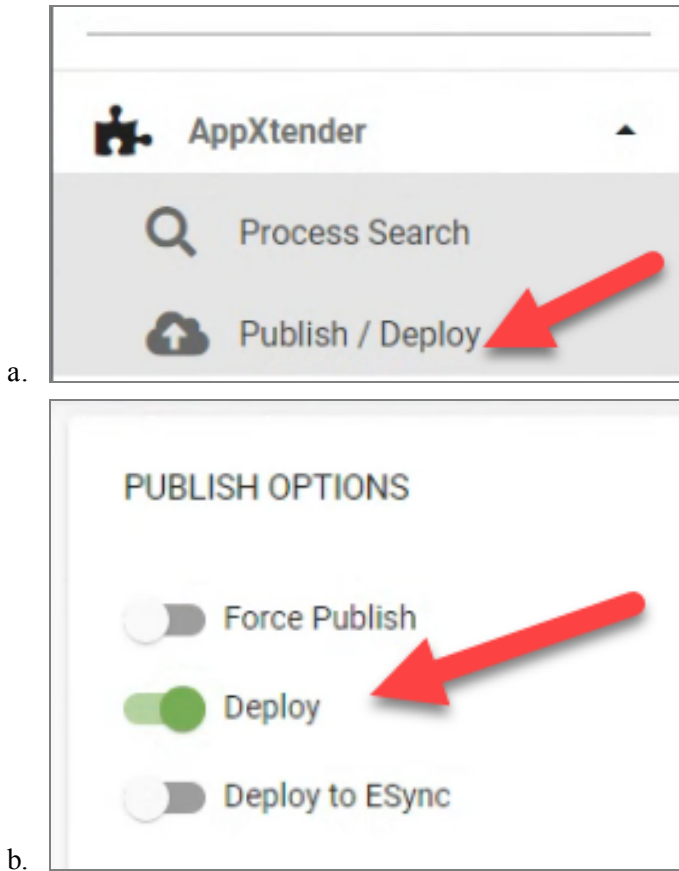 AppXtender
Process Search
Publish / Deploy
a.
PUBLISH OPTIONS
Force Publish
Deploy
Deploy to ESync
b.